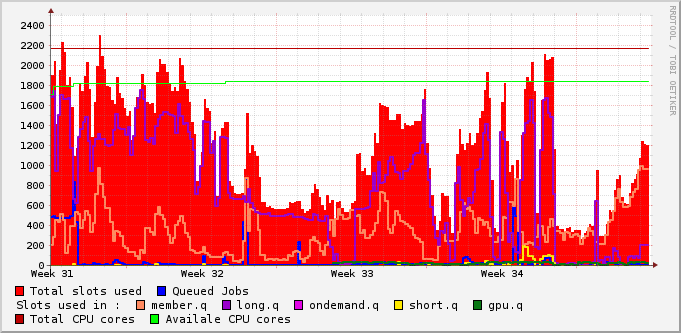 2400
2200
2000
1800
1600
1400
1200
1000
800
600
400
200
0
Week 31 Week 32 Week 33 Week 34
RRDTOOL / TOBI OETIKER
Total slots used Queued Jobs
Slots used in : member.q long.q ondemand.q short.q gpu.q
Total CPU cores Availale CPU cores